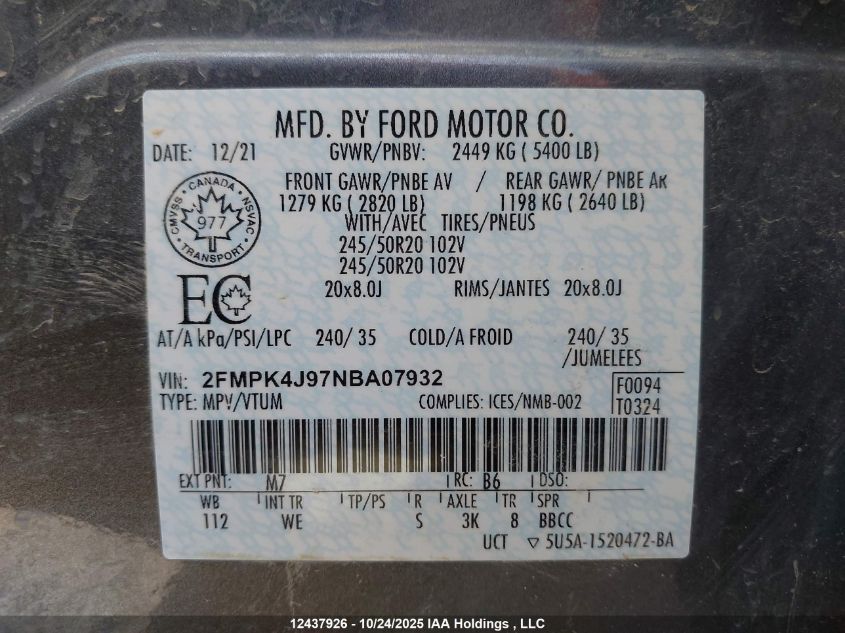 MFD. BY FORD MOTOR CO.
DATE: 12/21 GVWR/PNBV: 2449 KG ( 5400 LB)
FRONT GAWR/PNBE AV / REAR GAWR/ PNBE AR
1279 KG ( 2820 LB) 1198 KG ( 2640 LB)
WITH/AVEC TIRES/PNEUS
245/50R20 102V
245/50R20 102V
20x8.0J RIMS/JANTES 20x8.0J
CANADA
CMVSS NSVAC
977
TRANSPORT
EC
AT/A kPa/PSI/LPC 240/ 35 COLD/A FROID 240/ 35
/JUMELEES
VIN: 2FMPK4J97NBA07932
TYPE: MPV/VTUM COMPLIES: ICES/NMB-002
F0094
T0324
EXT PNT: M7 RC: B6 DSO:
WB INT TR TP/PS R AXLE TR SPR
112 WE S 3K 8 BBCC
UCT ▽ 5U5A-1520472-BA
12437926 - 10/24/2025 IAA Holdings , LLC